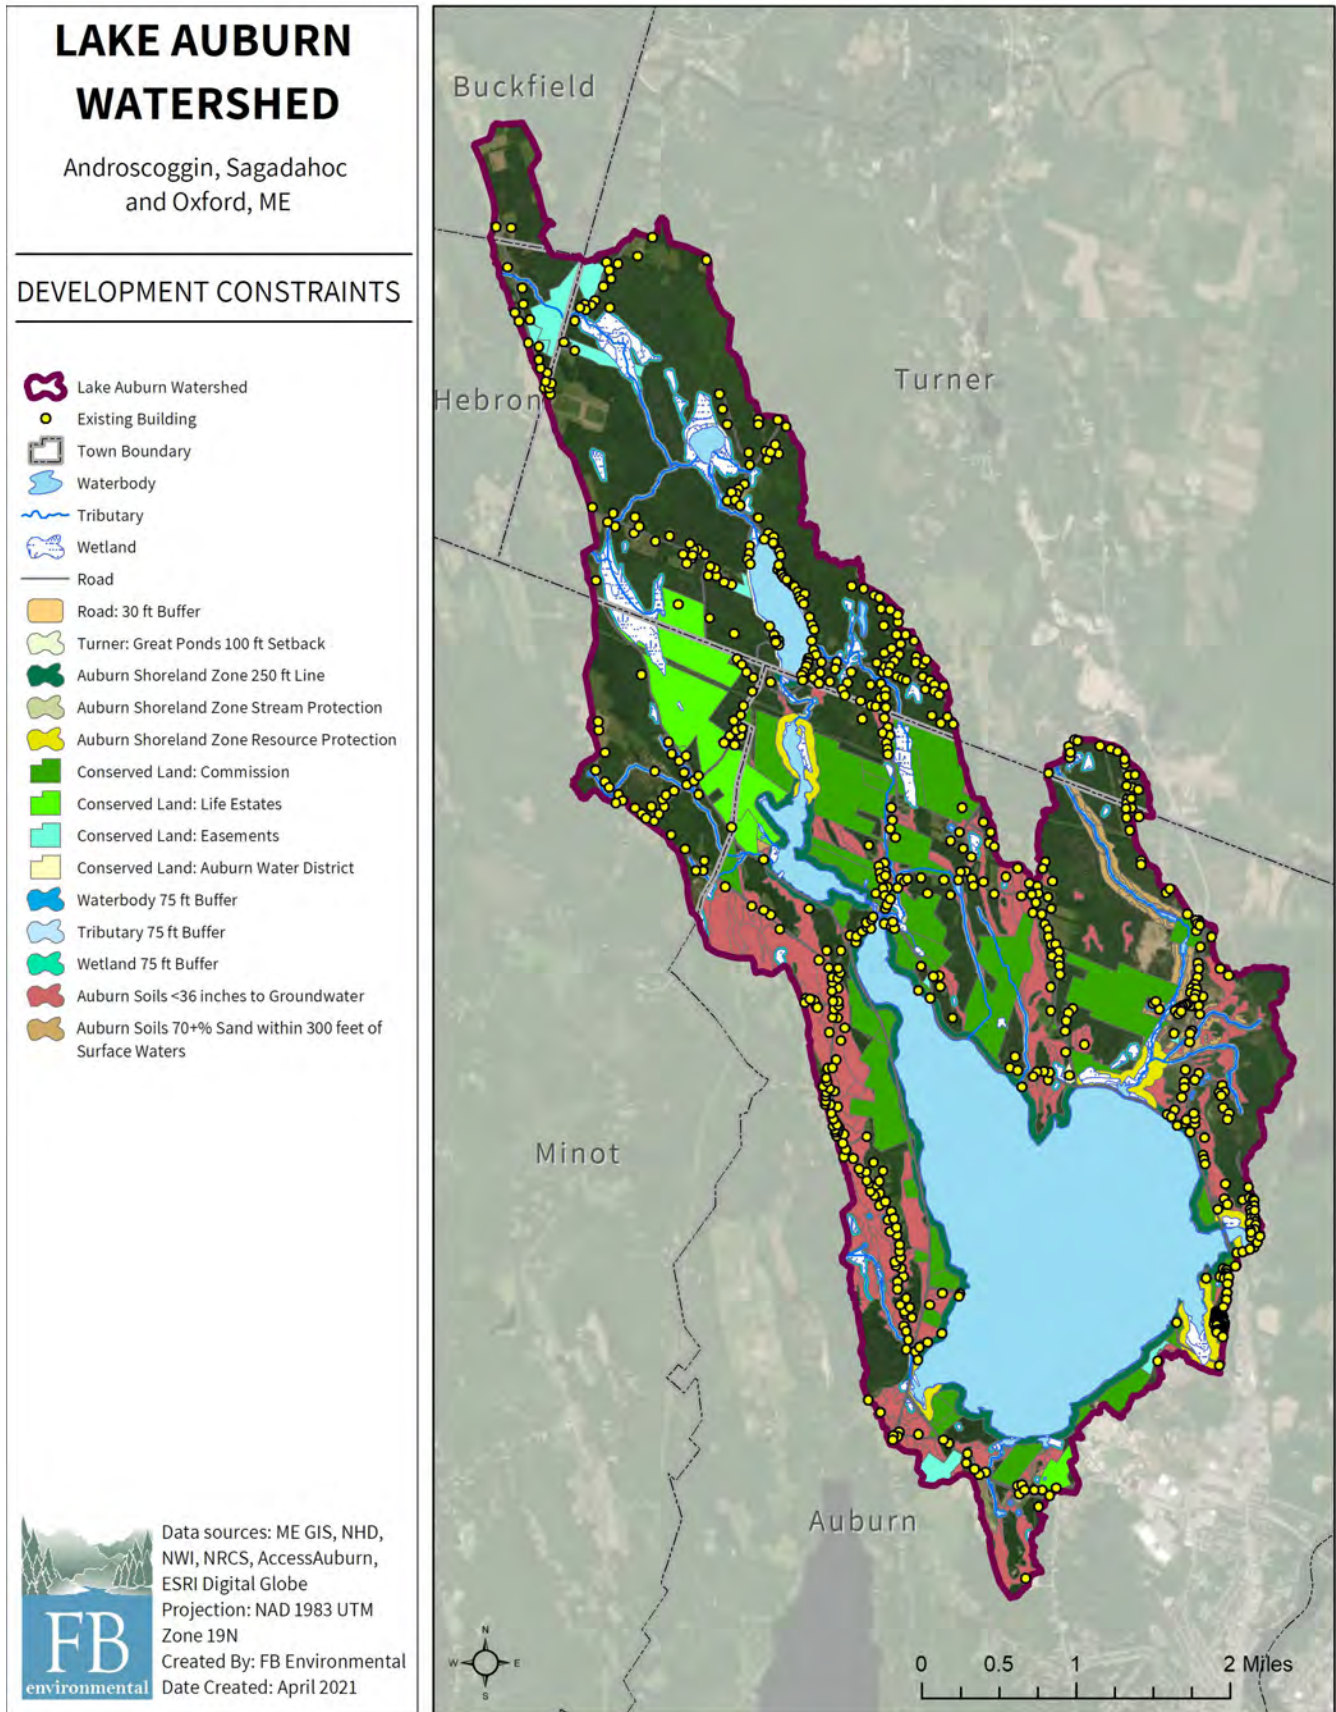 LAKE AUBURN
WATERSHED
Androscoggin, Sagadahoc
and Oxford, ME
DEVELOPMENT CONSTRAINTS
Lake Auburn Watershed
Existing Building
Town Boundary
Waterbody
Tributary
Wetland
Road
Road: 30 ft Buffer
Turner: Great Ponds 100 ft Setback
Auburn Shoreland Zone 250 ft Line
Auburn Shoreland Zone Stream Protection
Auburn Shoreland Zone Resource Protection
Conserved Land: Commission
Conserved Land: Life Estates
Conserved Land: Easements
Conserved Land: Auburn Water District
Waterbody 75 ft Buffer
Tributary 75 ft Buffer
Wetland 75 ft Buffer
Auburn Soils <36 inches to Groundwater
Auburn Soils 70+% Sand within 300 feet of
Surface Waters
FB
environmental
Data sources: ME GIS, NHD,
NWI, NRCS, AccessAuburn,
ESRI Digital Globe
Projection: NAD 1983 UTM
Zone 19N
Created By: FB Environmental
Date Created: April 2021
Buckfield
Turner
Hebron
Minot
Auburn
N
W E
S
0 0.5 1 2 Miles